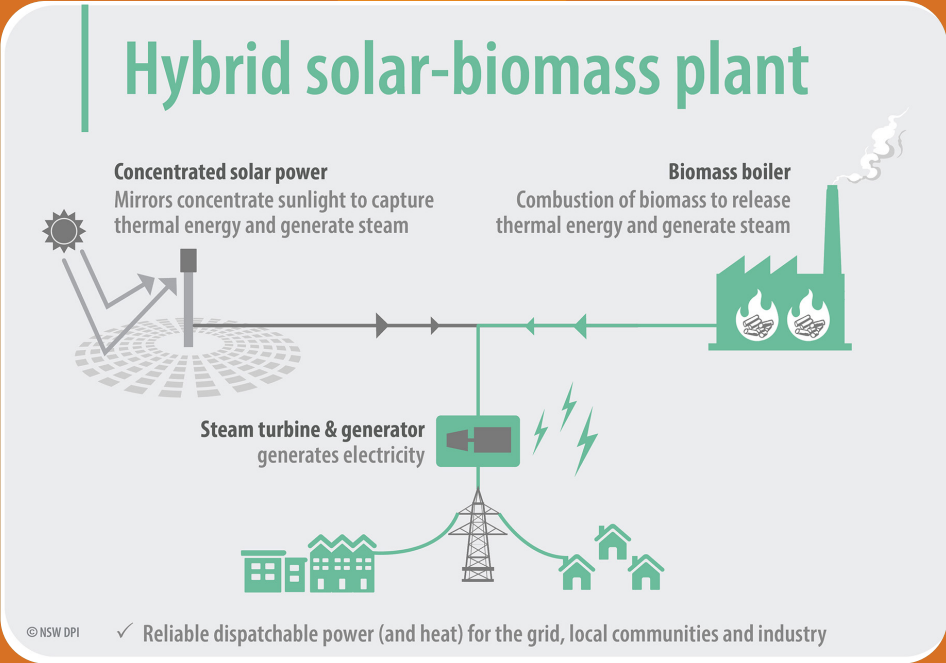 Hybrid solar-biomass plant
Concentrated solar power
Mirrors concentrate sunlight to capture
thermal energy and generate steam
Biomass boiler
Combustion of biomass to release
thermal energy and generate steam
Steam turbine & generator
generates electricity
© NSW DPI
✓ Reliable dispatchable power (and heat) for the grid, local communities and industry